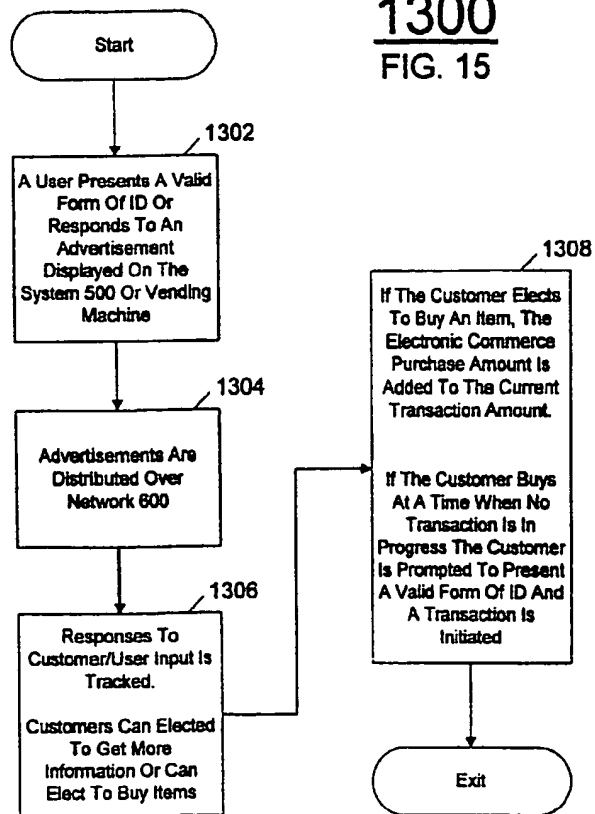 1300
FIG. 15
Start
1302
A User Presents A Valid
Form Of ID Or
Responds To An
Advertisement
Displayed On The
System 500 Or Vending
Machine
1304
Advertisements Are
Distributed Over
Network 600
1306
Responses To
Customer/User Input Is
Tracked.
Customers Can Elected
To Get More
Information Or Can
Elect To Buy Items
1308
If The Customer Elects
To Buy An Item, The
Electronic Commerce
Purchase Amount Is
Added To The Current
Transaction Amount.
If The Customer Buys
At A Time When No
Transaction Is In
Progress The Customer
Is Prompted To Present
A Valid Form Of ID And
A Transaction Is
Initiated
Exit